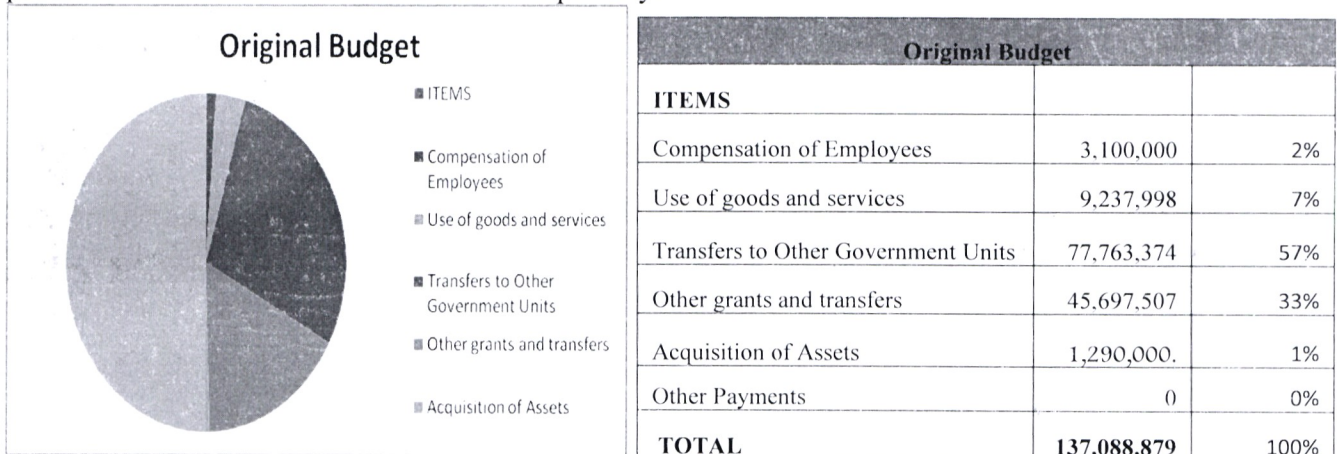 Original Budget
ITEMS
Compensation of
Employees
Use of goods and services
Transfers to Other
Government Units
Other grants and transfers
Acquisition of Assets
Original Budget
ITEMS
Compensation of Employees 3,100,000 2%
Use of goods and services 9,237,998 7%
Transfers to Other Government Units 77,763,374 57%
Other grants and transfers 45,697,507 33%
Acquisition of Assets 1,290,000. 1%
Other Payments 0 0%
TOTAL 137,088,879 100%